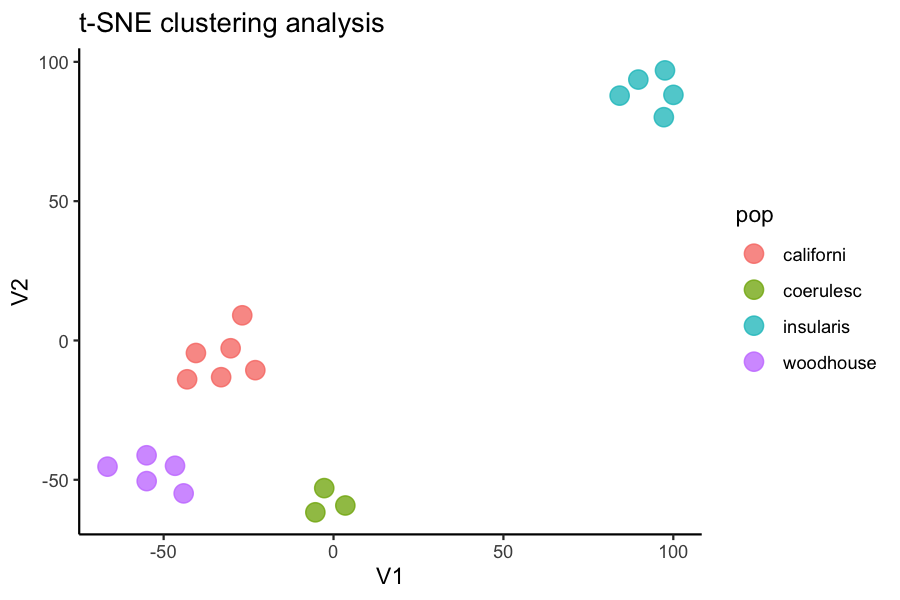 t-SNE clustering analysis
100
50
0
-50
V2
-50
0
50
100
V1
pop
californi
coerulesc
insularis
woodhouse